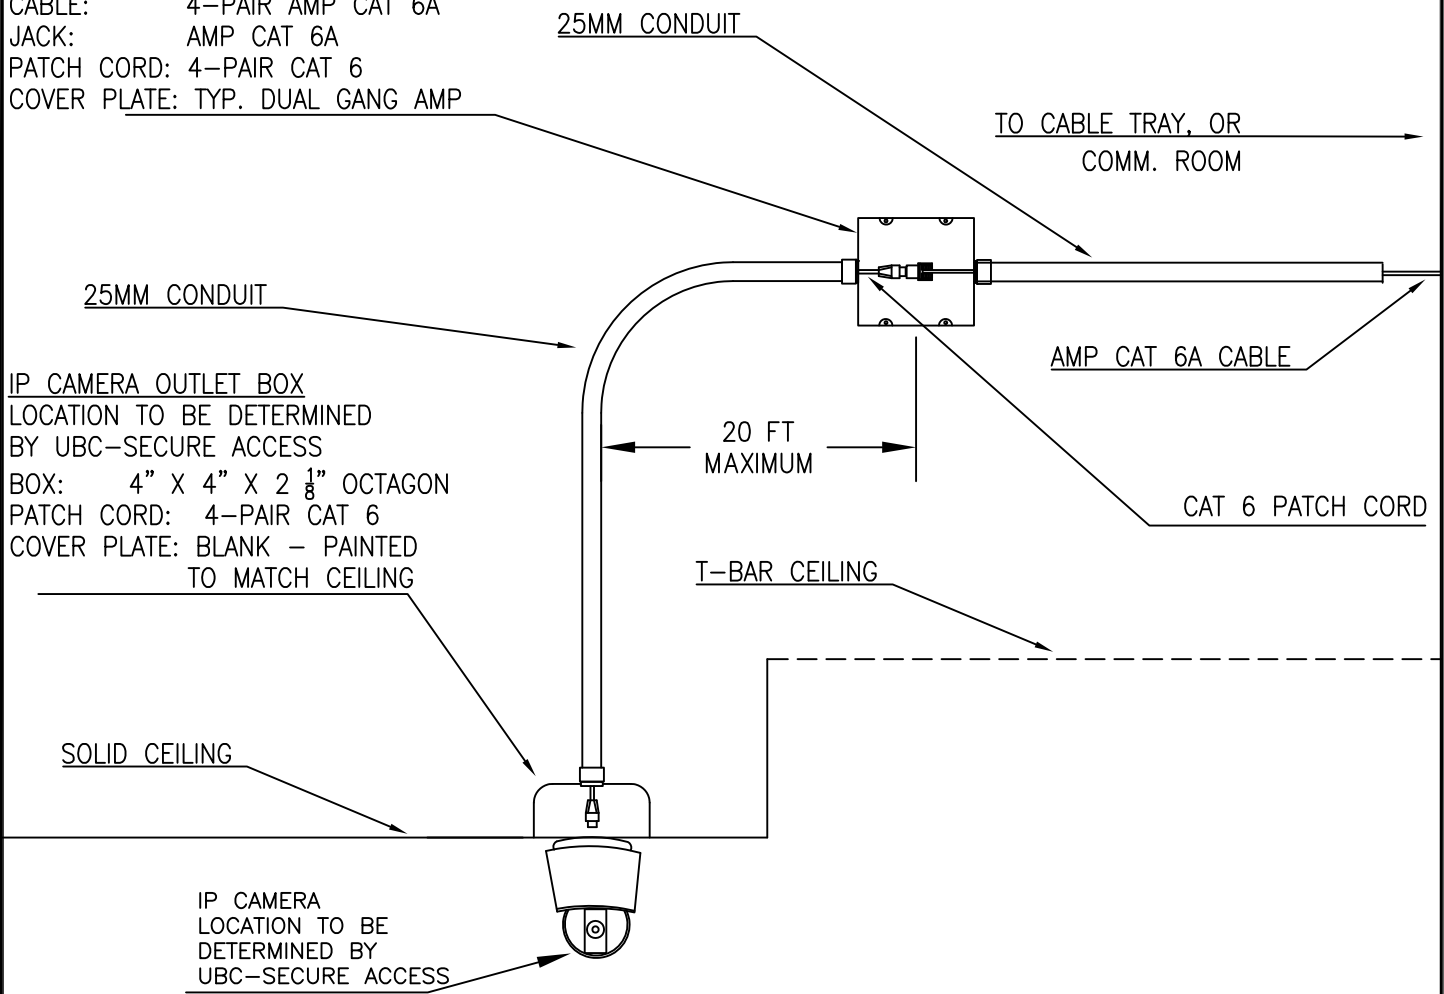 CABLE: 4-PAIR AMP CAT 6A
JACK: AMP CAT 6A
PATCH CORD: 4-PAIR CAT 6
COVER PLATE: TYP. DUAL GANG AMP
25MM CONDUIT
TO CABLE TRAY, OR
COMM. ROOM
25MM CONDUIT
AMP CAT 6A CABLE
IP CAMERA OUTLET BOX
LOCATION TO BE DETERMINED
BY UBC-SECURE ACCESS
BOX: 4" X 4" X 2 1/8" OCTAGON
PATCH CORD: 4-PAIR CAT 6
COVER PLATE: BLANK - PAINTED
TO MATCH CEILING
20 FT
MAXIMUM
CAT 6 PATCH CORD
T-BAR CEILING
SOLID CEILING
IP CAMERA
LOCATION TO BE
DETERMINED BY
UBC-SECURE ACCESS